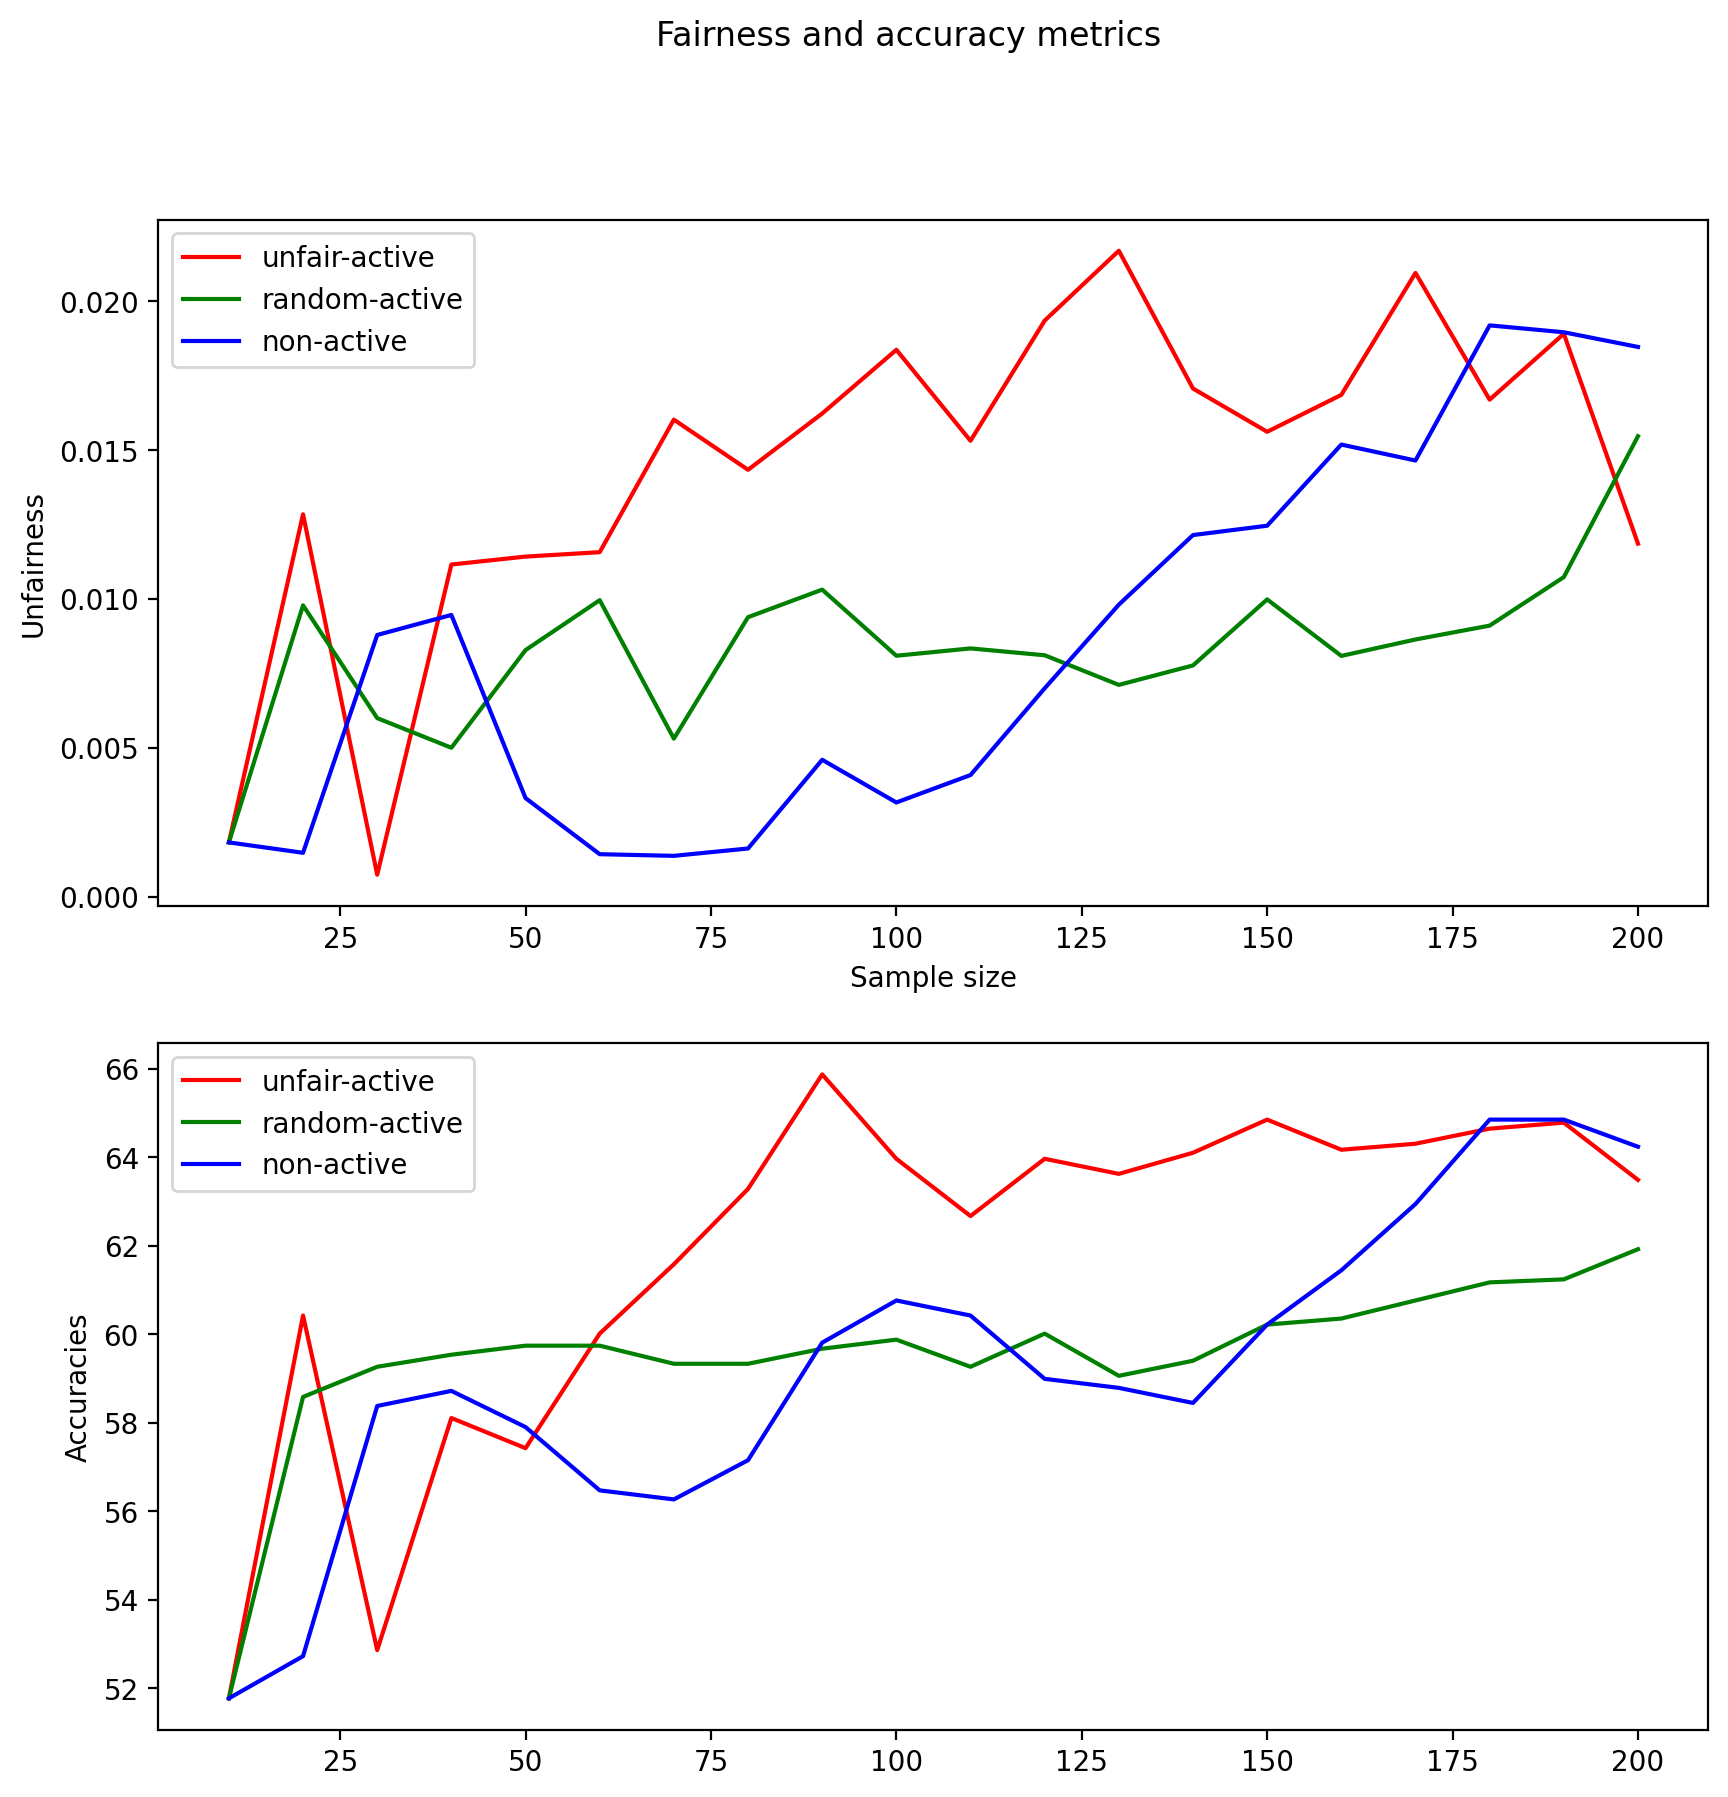 Fairness and accuracy metrics
unfair-active
random-active
non-active
0.020
0.015
0.010
0.005
0.000
Unfairness
25 50 75 100 125 150 175 200
Sample size
unfair-active
random-active
non-active
66
64
62
60
58
56
54
52
Accuracies
25 50 75 100 125 150 175 200